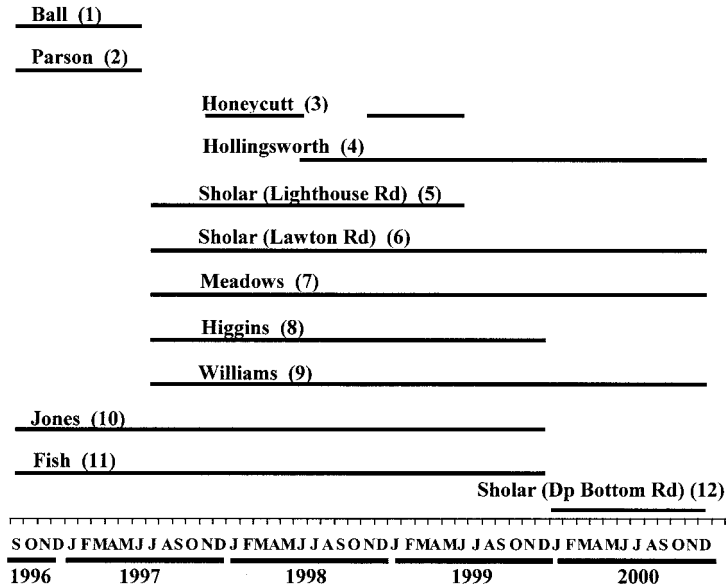 Ball (1)
Parson (2)
Honeycutt (3)
Hollingsworth (4)
Sholar (Lighthouse Rd) (5)
Sholar (Lawton Rd) (6)
Meadows (7)
Higgins (8)
Williams (9)
Jones (10)
Fish (11)
Sholar (Dp Bottom Rd) (12)
S O N D J F M A M J J A S O N D J F M A M J J A S O N D J F M A M J J A S O N D J F M A M J J A S O N D
1996 1997 1998 1999 2000